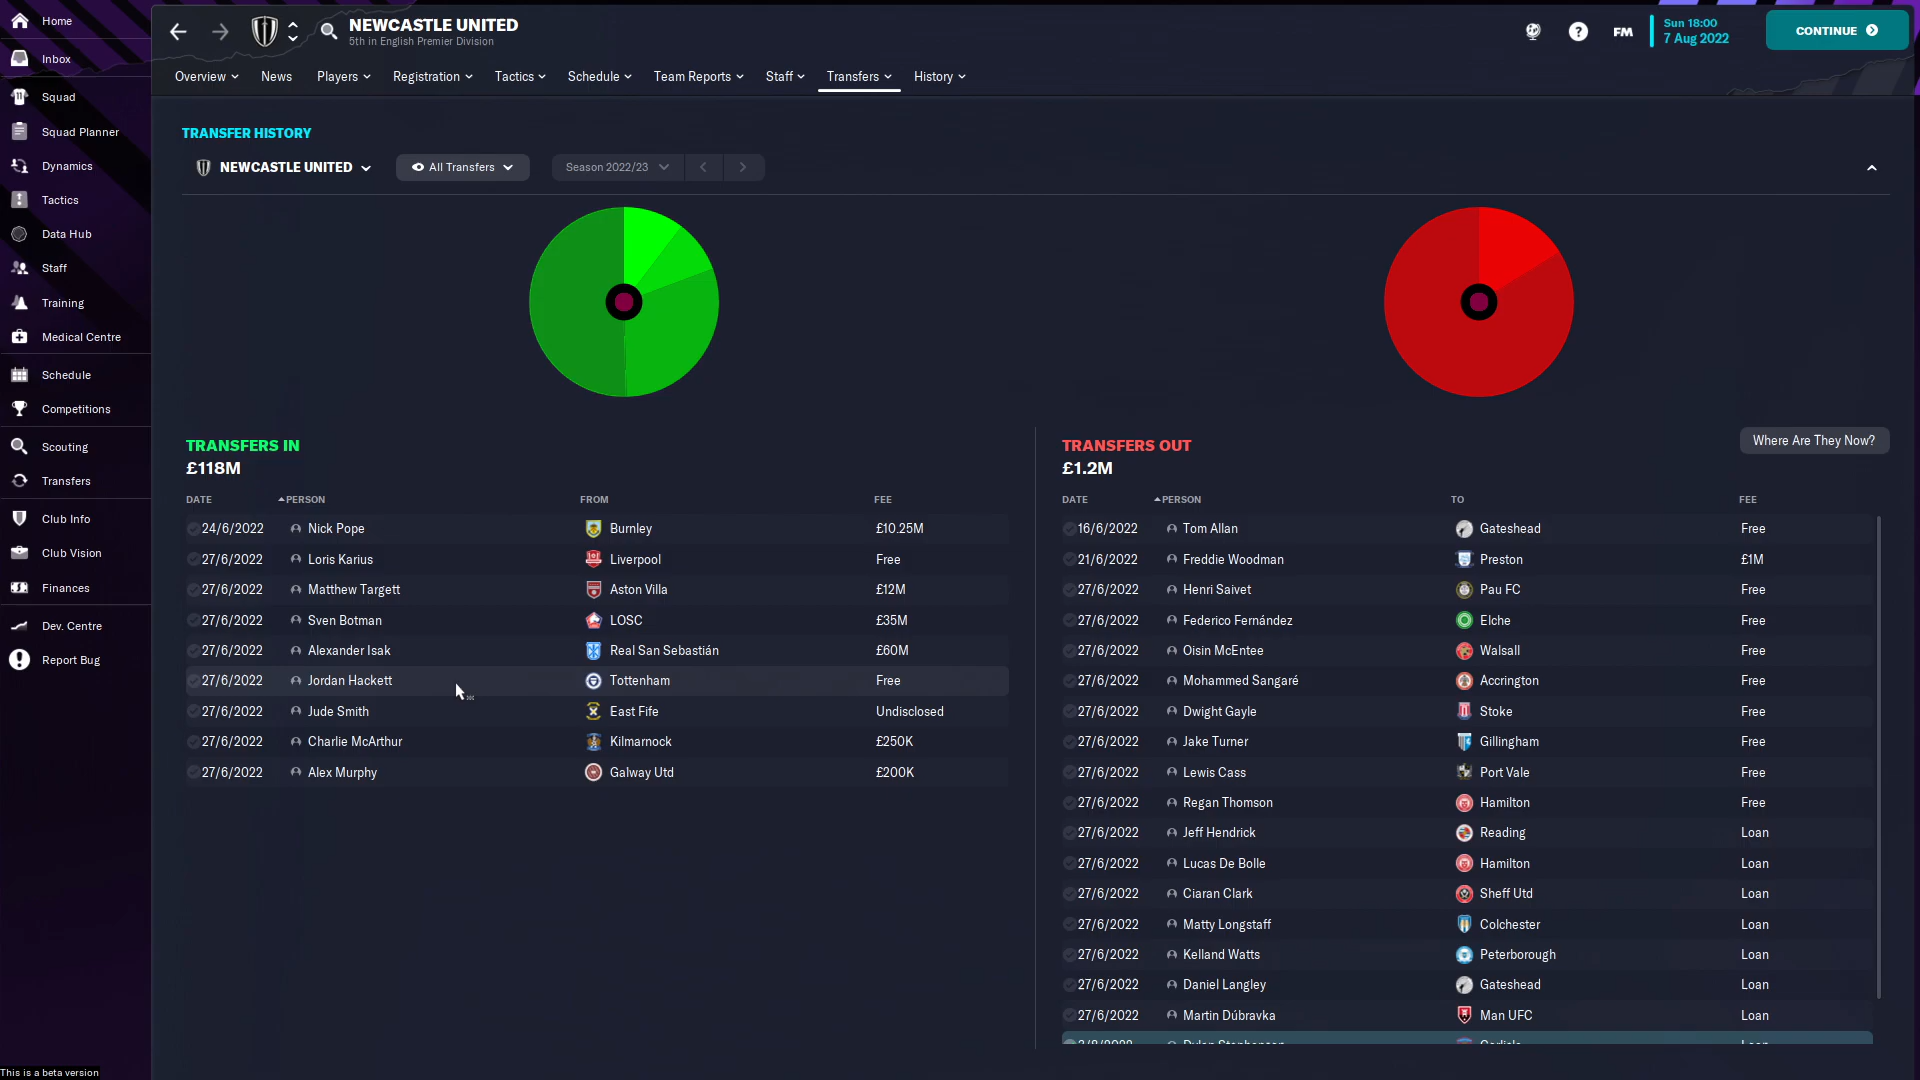 Home
Inbox
Squad
Squad Planner
Dynamics
Tactics
Data Hub
Staff
Training
Medical Centre
Schedule
Competitions
Scouting
Transfers
Club Info
Club Vision
Finances
Dev. Centre
Report Bug
This is a beta version
NEWCASTLE UNITED
5th in English Premier Division
? FM Sun 18:00
7 Aug 2022
CONTINUE
Overview News Players Registration Tactics Schedule Team Reports Staff Transfers History
TRANSFER HISTORY
NEWCASTLE UNITED All Transfers Season 2022/23
TRANSFERS IN
£118M
DATE PERSON FROM FEE
24/6/2022 Nick Pope Burnley £10.25M
27/6/2022 Loris Karius Liverpool Free
27/6/2022 Matthew Targett Aston Villa £12M
27/6/2022 Sven Botman LOSC £35M
27/6/2022 Alexander Isak Real San Sebastián £60M
27/6/2022 Jordan Hackett Tottenham Free
27/6/2022 Jude Smith East Fife Undisclosed
27/6/2022 Charlie McArthur Kilmarnock £250K
27/6/2022 Alex Murphy Galway Utd £200K
TRANSFERS OUT
£1.2M
Where Are They Now?
DATE PERSON TO FEE
16/6/2022 Tom Allan Gateshead Free
21/6/2022 Freddie Woodman Preston £1M
27/6/2022 Henri Saivet Pau FC Free
27/6/2022 Federico Fernández Elche Free
27/6/2022 Oisin McEntee Walsall Free
27/6/2022 Mohammed Sangaré Accrington Free
27/6/2022 Dwight Gayle Stoke Free
27/6/2022 Jake Turner Gillingham Free
27/6/2022 Lewis Cass Port Vale Free
27/6/2022 Regan Thomson Hamilton Free
27/6/2022 Jeff Hendrick Reading Loan
27/6/2022 Lucas De Bolle Hamilton Loan
27/6/2022 Ciaran Clark Sheff Utd Loan
27/6/2022 Matty Longstaff Colchester Loan
27/6/2022 Kelland Watts Peterborough Loan
27/6/2022 Daniel Langley Gateshead Loan
27/6/2022 Martin Dúbravka Man UFC Loan